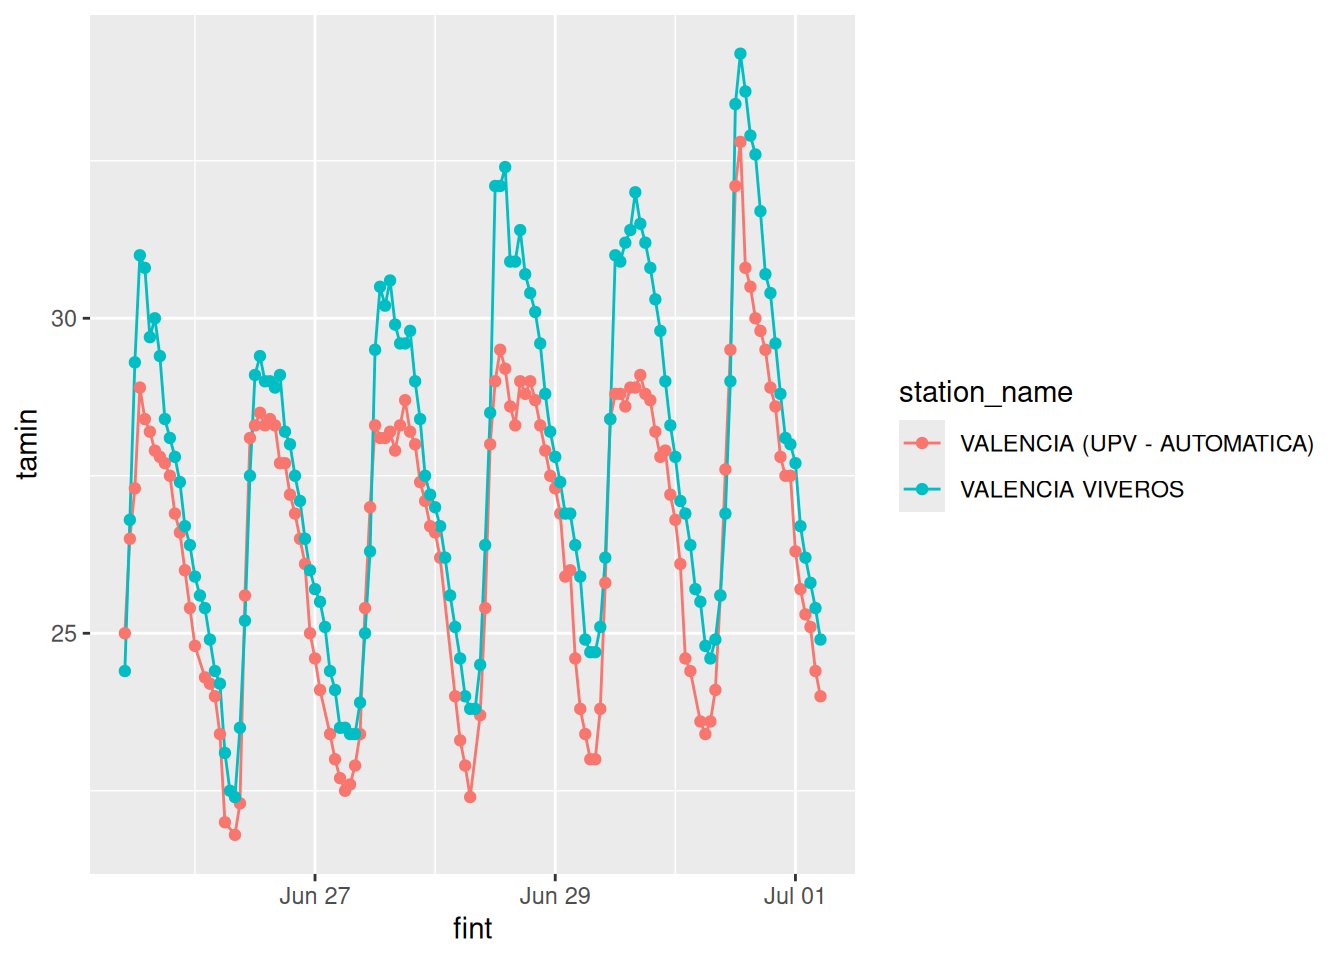 tamin
30
25
Jun 27
Jun 29
Jul 01
fint
station_name
VALENCIA (UPV - AUTOMATICA)
VALENCIA VIVEROS